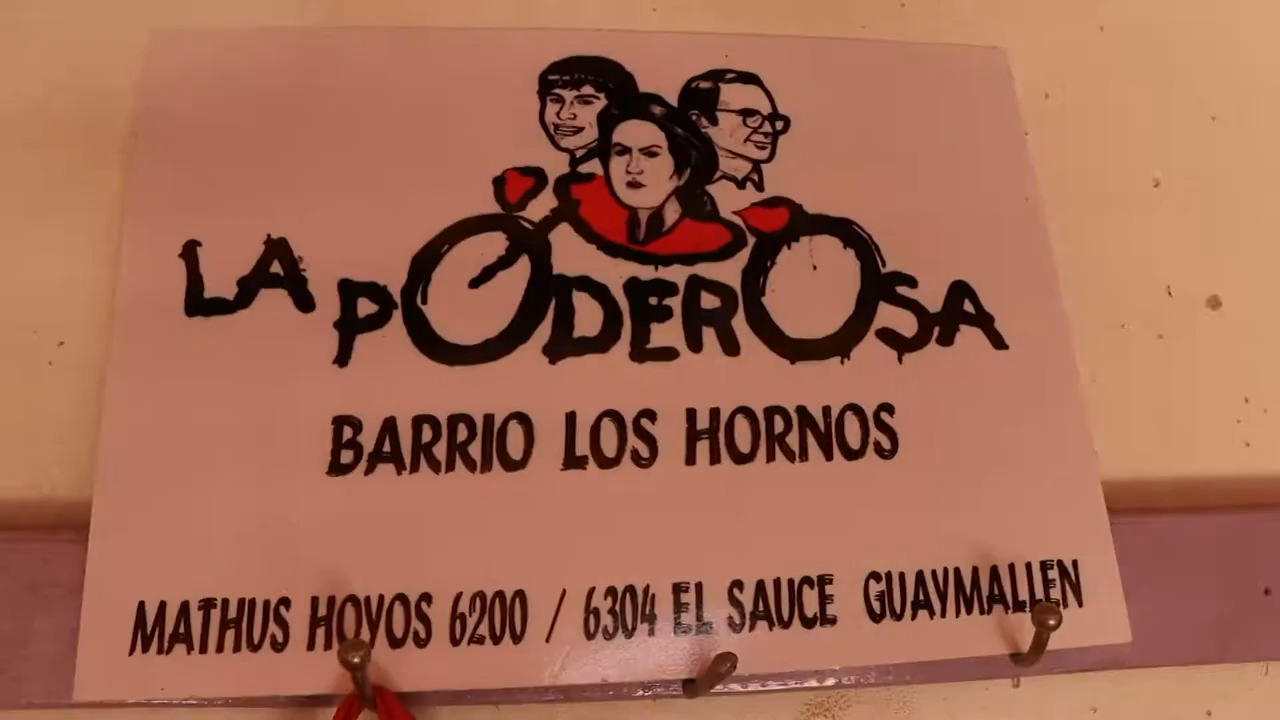 LA PODEROSA
BARRIO LOS HORNOS
MATHUS HOYOS 6200 / 6304 EL SAUCE GUAYMALLEN